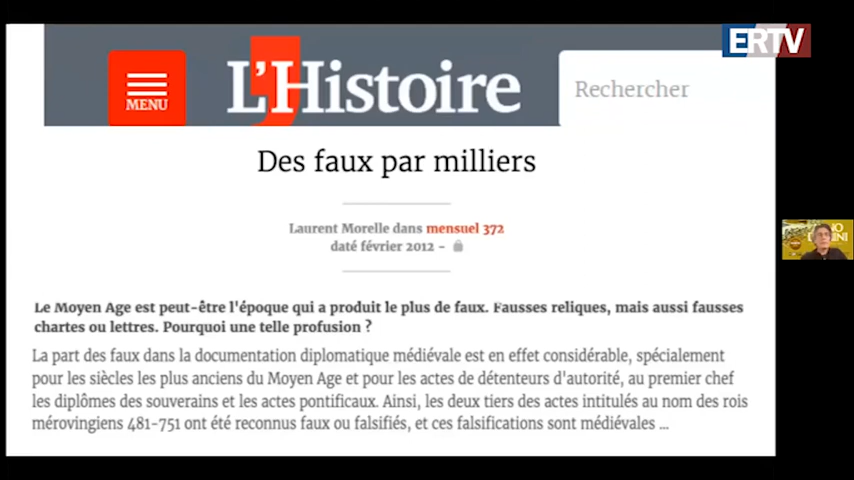 ERTV
L'Histoire
MENU
Rechercher
Des faux par milliers
Laurent Morelle dans mensuel 372
daté février 2012 -
Le Moyen Age est peut-être l'époque qui a produit le plus de faux. Fausses reliques, mais aussi fausses
chartes ou lettres. Pourquoi une telle profusion ?
La part des faux dans la documentation diplomatique médiévale est en effet considérable, spécialement
pour les siècles les plus anciens du Moyen Age et pour les actes de détenteurs d'autorité, au premier chef
les diplômes des souverains et les actes pontificaux. Ainsi, les deux tiers des actes intitulés au nom des rois
mérovingiens 481-751 ont été reconnus faux ou falsifiés, et ces falsifications sont médiévales ...